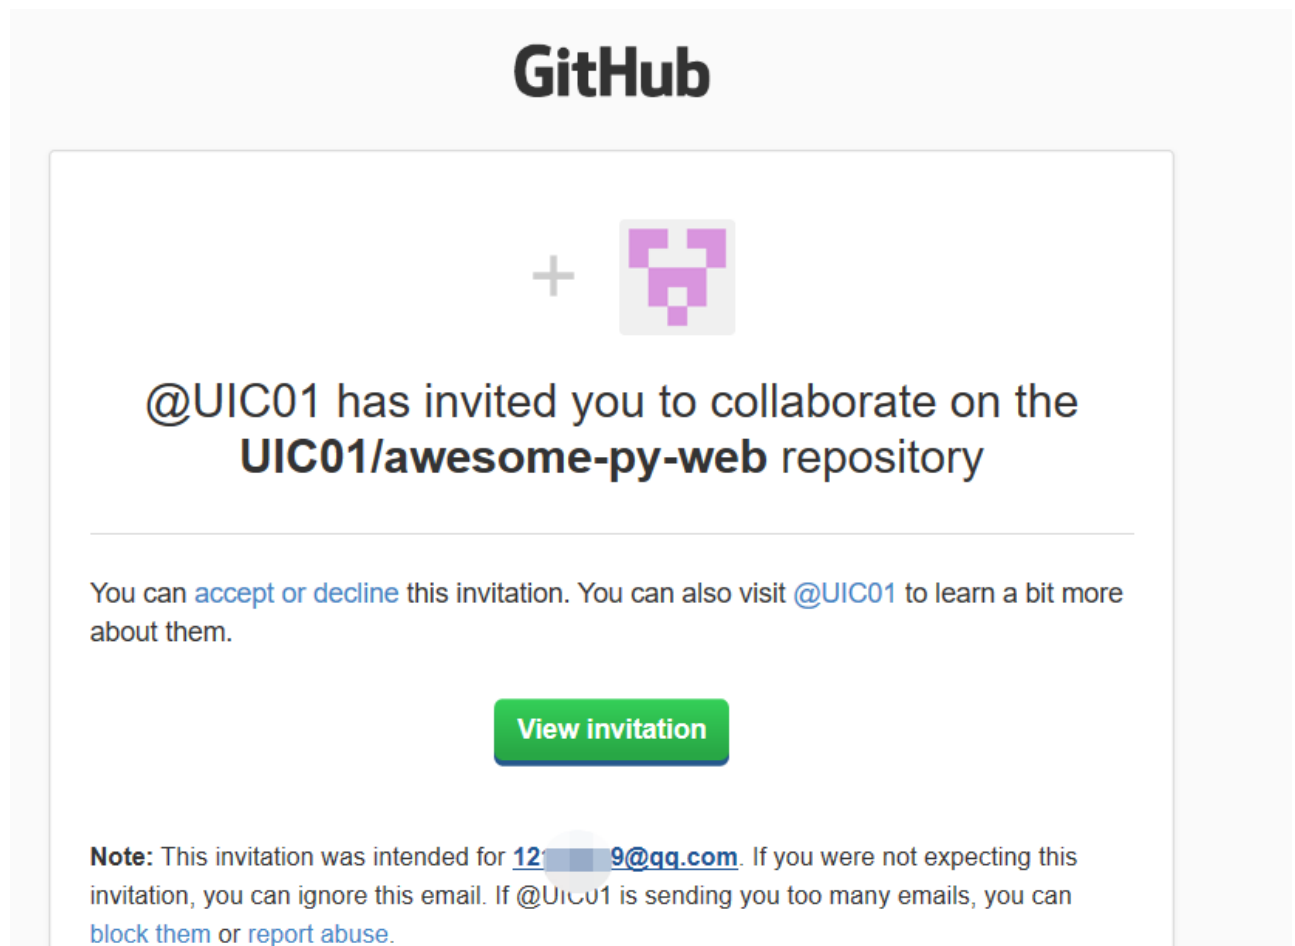 GitHub
@UIC01 has invited you to collaborate on the
UIC01/awesome-py-web repository
You can accept or decline this invitation. You can also visit @UIC01 to learn a bit more
about them.
View invitation
Note: This invitation was intended for 12 9@qq.com. If you were not expecting this
invitation, you can ignore this email. If @UIC01 is sending you too many emails, you can
block them or report abuse.